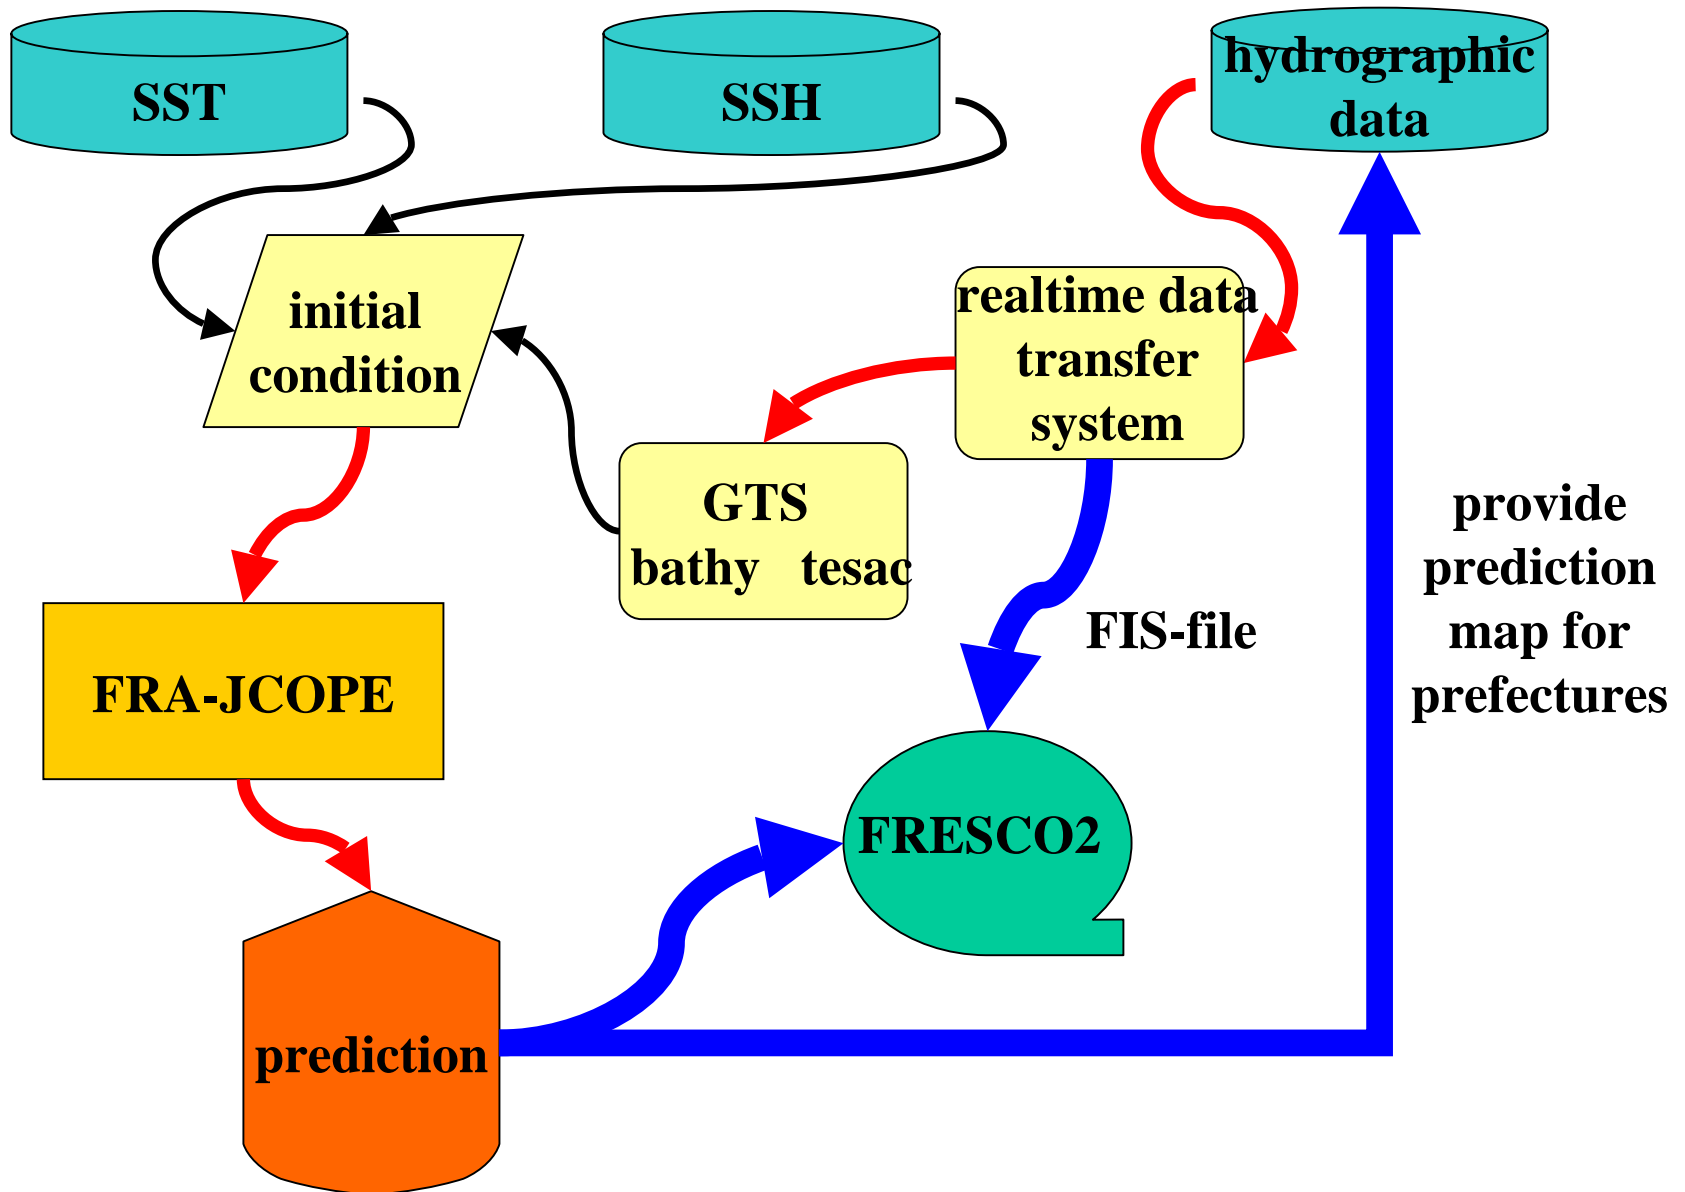 SST
SSH
hydrographic
data
initial
condition
realtime data
transfer
system
GTS
bathy tesac
provide
prediction
map for
prefectures
FIS-file
FRA-JCOPE
FRESCO2
prediction